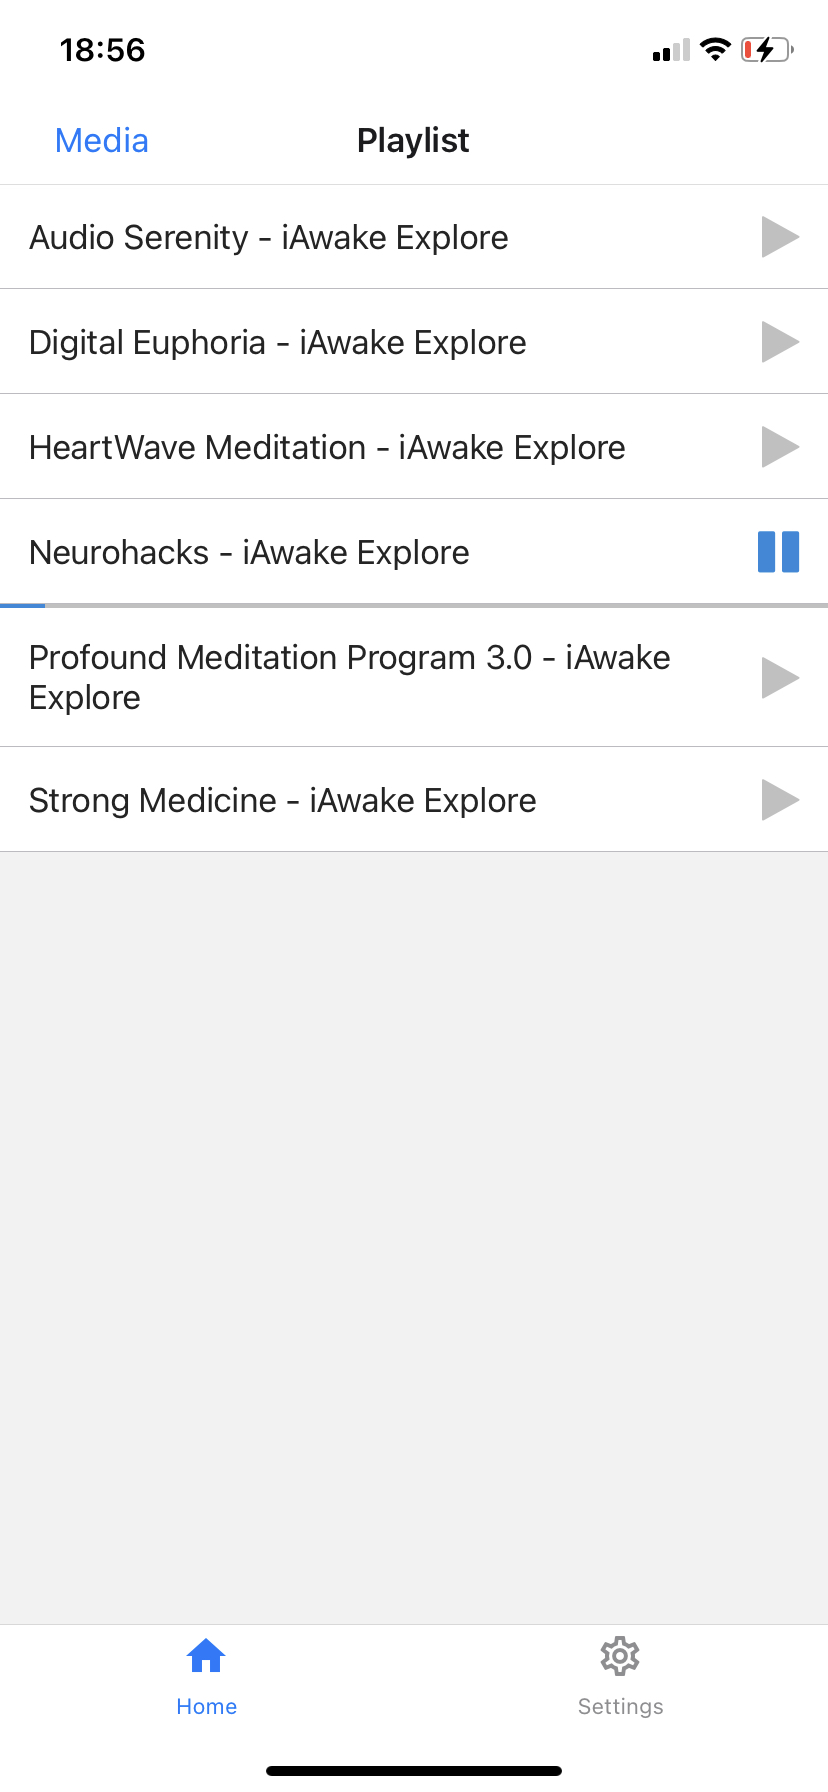 18:56
Media
Playlist
Audio Serenity - iAwake Explore
Digital Euphoria - iAwake Explore
HeartWave Meditation - iAwake Explore
Neurohacks - iAwake Explore
Profound Meditation Program 3.0 - iAwake
Explore
Strong Medicine - iAwake Explore
Home
Settings